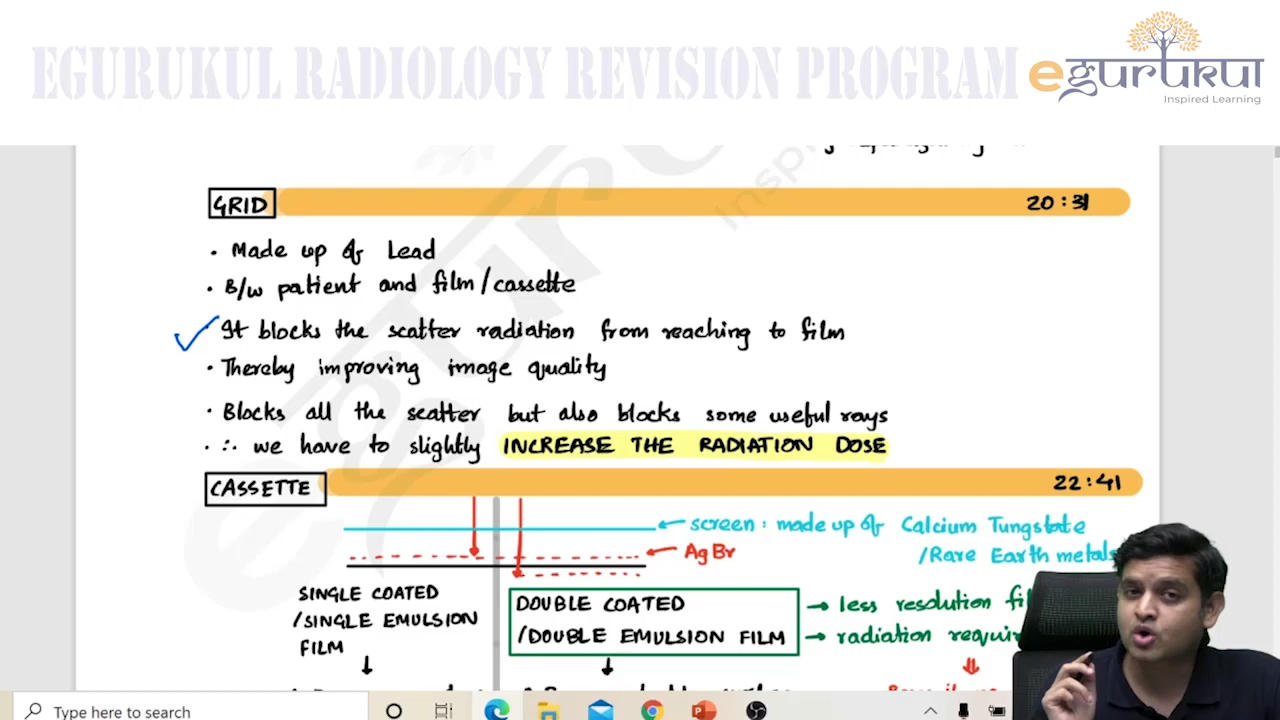 EGURUKUL RADIOLOGY REVISION PROGRAM
egurukul
Inspired Learning
GRID 20:31
• Made up of Lead
• B/w patient and film/cassette
• It blocks the scatter radiation from reaching to film
• Thereby improving image quality
• Blocks all the scatter but also blocks some useful rays
• ∴ we have to slightly INCREASE THE RADIATION DOSE
CASSETTE 22:41
← screen: made up of Calcium Tungstate
/Rare Earth metals
← AgBr
SINGLE COATED
/SINGLE EMULSION
FILM
DOUBLE COATED
/DOUBLE EMULSION FILM
→ less resolution
→ radiation
Type here to search